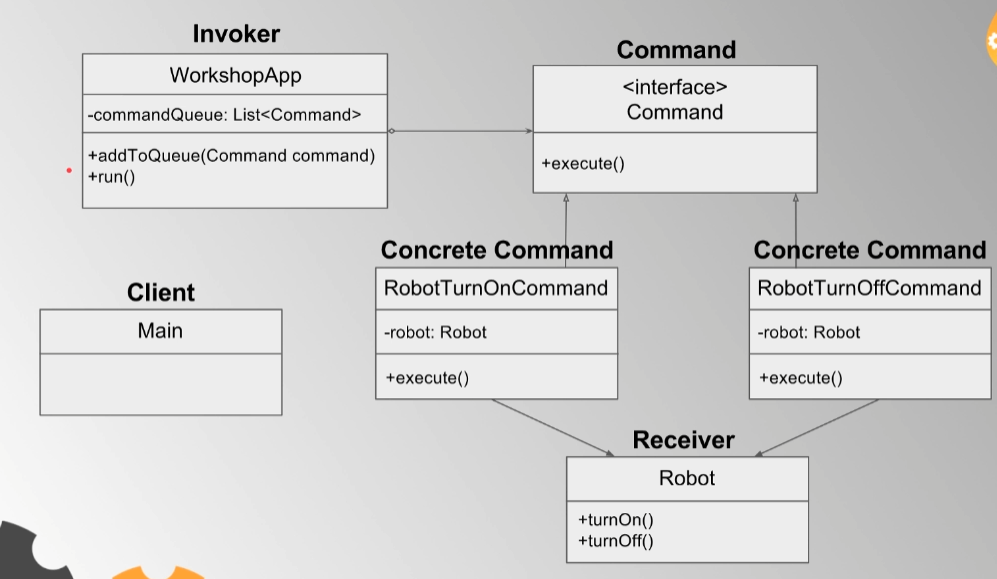 Invoker
WorkshopApp
-commandQueue: List<Command>
+addToQueue(Command command)
+run()
Command
<interface>
Command
+execute()
Client
Main
Concrete Command
RobotTurnOnCommand
-robot: Robot
+execute()
Concrete Command
RobotTurnOffCommand
-robot: Robot
+execute()
Receiver
Robot
+turnOn()
+turnOff()